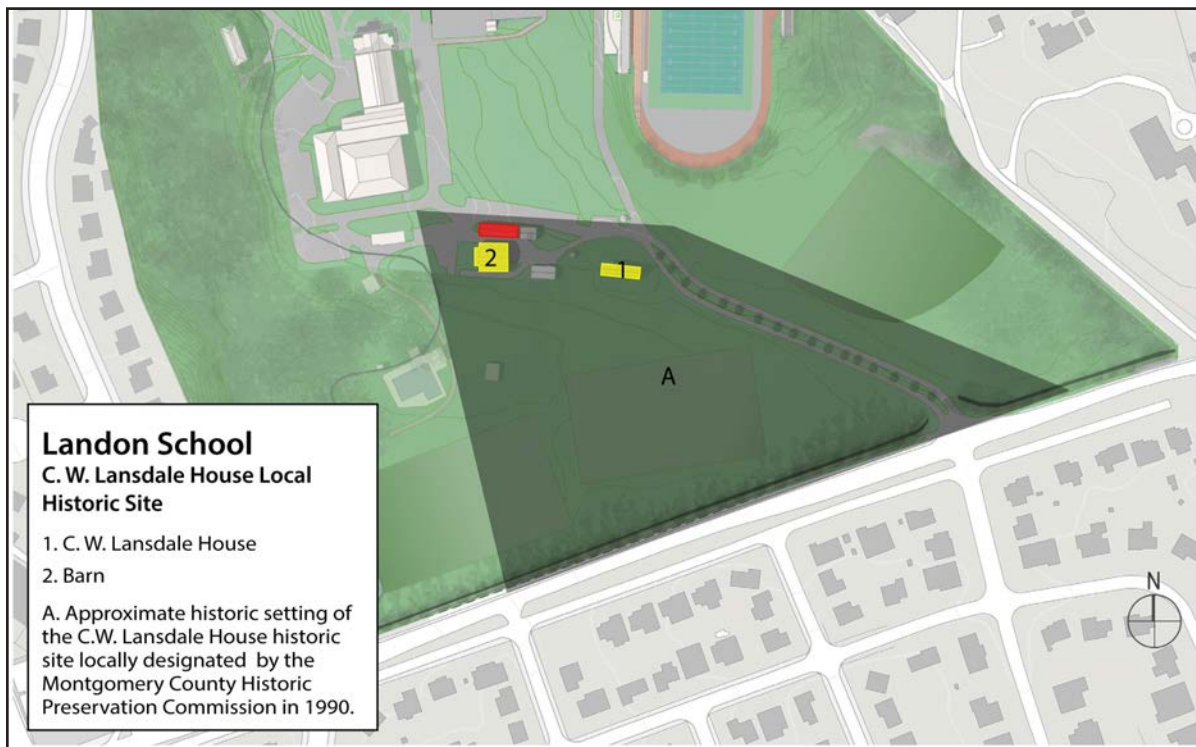 2
1
A
N
Landon School
C. W. Lansdale House Local
Historic Site
1. C. W. Lansdale House
2. Barn
A. Approximate historic setting of
the C.W. Lansdale House historic
site locally designated by the
Montgomery County Historic
Preservation Commission in 1990.